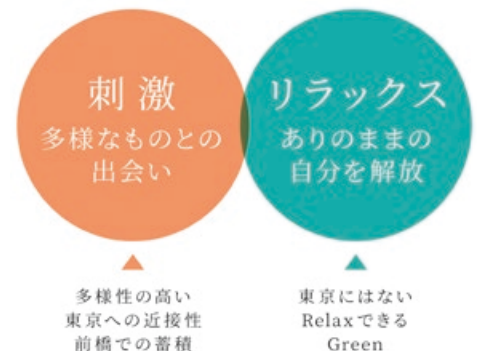 刺激
多様なものとの
出会い
リラックス
ありのままの
自分を解放
多様性の高い
東京への近接性
前橋での蓄積
東京にはない
Relaxできる
Green